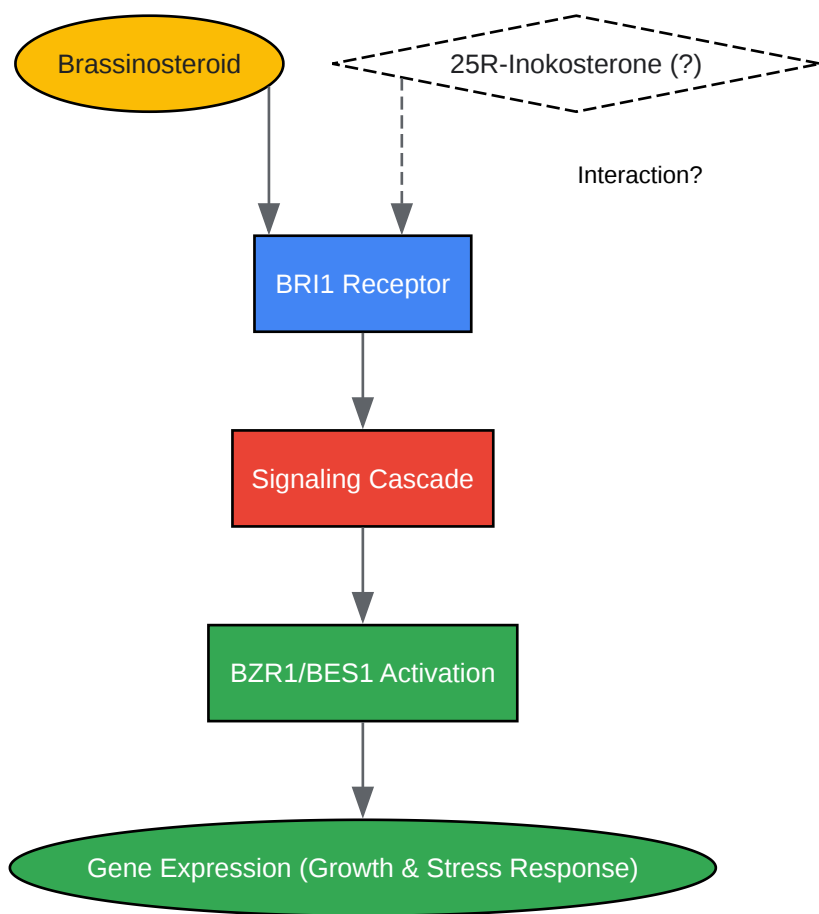 Brassinosteroid
25R-Inokosterone (?)
Interaction?
BRI1 Receptor
Signaling Cascade
BZR1/BES1 Activation
Gene Expression (Growth & Stress Response)